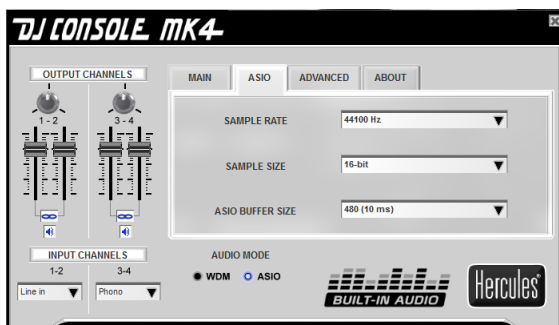 DJ CONSOLE MK4
OUTPUT CHANNELS
1 - 2
3 - 4
INPUT CHANNELS
1-2
3-4
Line in
Phono
MAIN
ASIO
ADVANCED
ABOUT
SAMPLE RATE
44100 Hz
SAMPLE SIZE
16-bit
ASIO BUFFER SIZE
480 (10 ms)
AUDIO MODE
WDM
ASIO
BUILT-IN AUDIO
Hercules